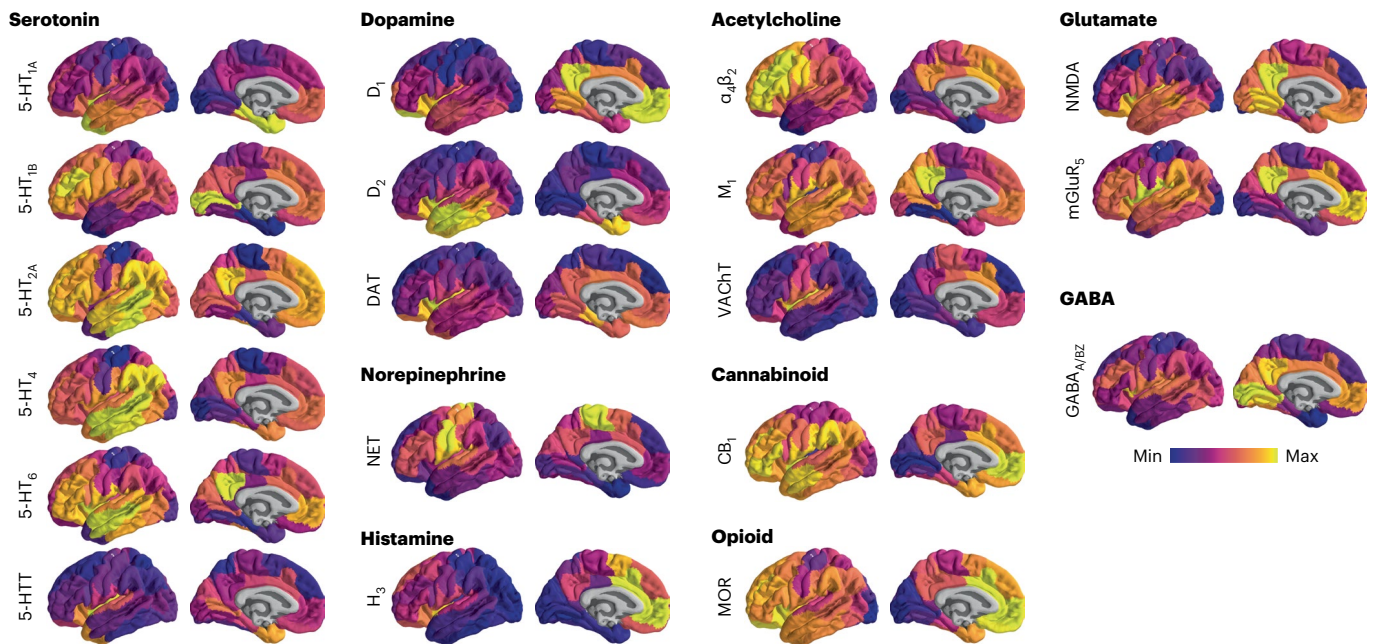 Serotonin
5-HT1A
5-HT1B
5-HT2A
5-HT4
5-HT6
5-HTT
Dopamine
D1
D2
DAT
Norepinephrine
NET
Histamine
H3
Acetylcholine
α4β2
M1
VAChT
Cannabinoid
CB1
Opioid
MOR
Glutamate
NMDA
mGluR5
GABA
GABAA/BZ
Min Max